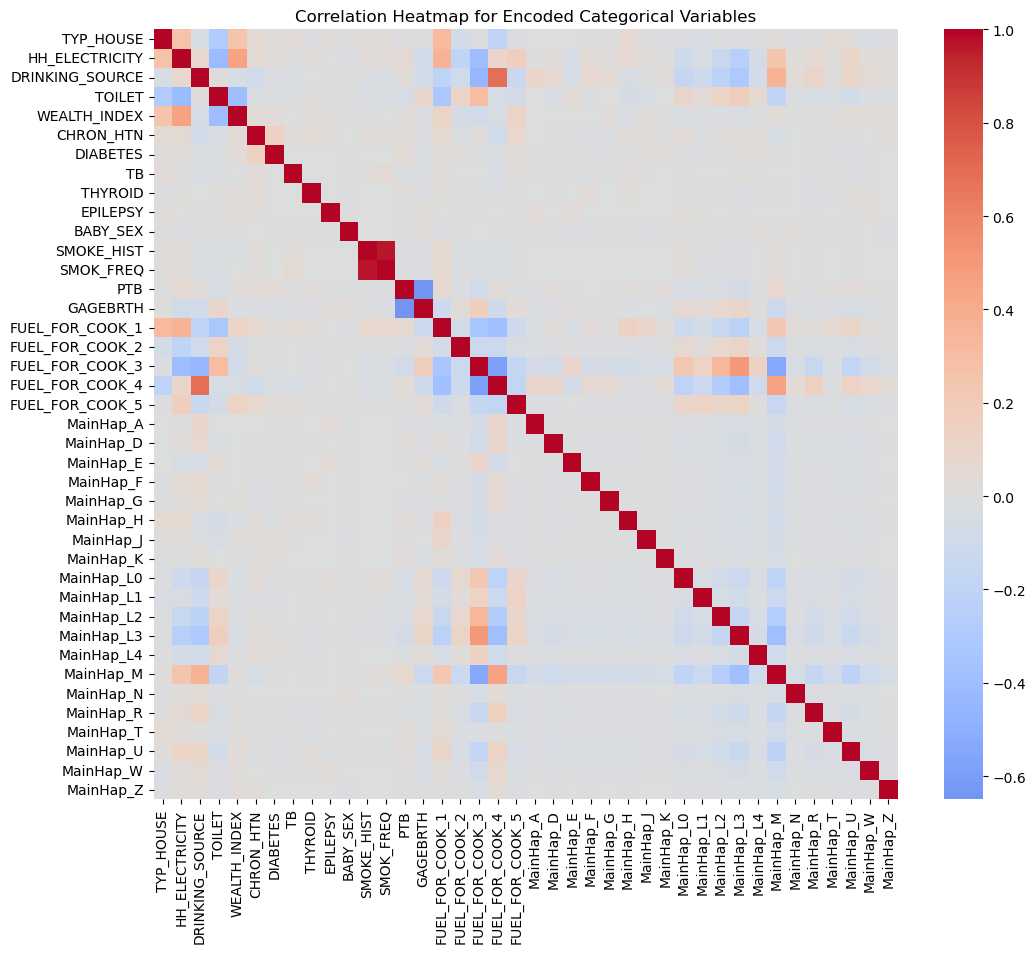 Correlation Heatmap for Encoded Categorical Variables
TYP_HOUSE
HH_ELECTRICITY
DRINKING_SOURCE
TOILET
WEALTH_INDEX
CHRON_HTN
DIABETES
TB
THYROID
EPILEPSY
BABY_SEX
SMOKE_HIST
SMOK_FREQ
PTB
GAGEBRTH
FUEL_FOR_COOK_1
FUEL_FOR_COOK_2
FUEL_FOR_COOK_3
FUEL_FOR_COOK_4
FUEL_FOR_COOK_5
MainHap_A
MainHap_D
MainHap_E
MainHap_F
MainHap_G
MainHap_H
MainHap_J
MainHap_K
MainHap_L0
MainHap_L1
MainHap_L2
MainHap_L3
MainHap_L4
MainHap_M
MainHap_N
MainHap_R
MainHap_T
MainHap_U
MainHap_W
MainHap_Z
TYP_HOUSE
HH_ELECTRICITY
DRINKING_SOURCE
TOILET
WEALTH_INDEX
CHRON_HTN
DIABETES
TB
THYROID
EPILEPSY
BABY_SEX
SMOKE_HIST
SMOK_FREQ
PTB
GAGEBRTH
FUEL_FOR_COOK_1
FUEL_FOR_COOK_2
FUEL_FOR_COOK_3
FUEL_FOR_COOK_4
FUEL_FOR_COOK_5
MainHap_A
MainHap_D
MainHap_E
MainHap_F
MainHap_G
MainHap_H
MainHap_J
MainHap_K
MainHap_L0
MainHap_L1
MainHap_L2
MainHap_L3
MainHap_L4
MainHap_M
MainHap_N
MainHap_R
MainHap_T
MainHap_U
MainHap_W
MainHap_Z
1.0
0.8
0.6
0.4
0.2
0.0
−0.2
−0.4
−0.6